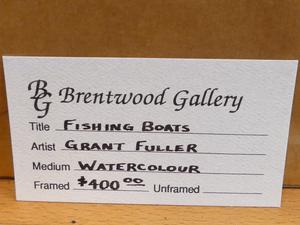 BG Brentwood Gallery
Title FISHING BOATS
Artist GRANT FULLER
Medium WATERCOLOUR
Framed $400.00 Unframed